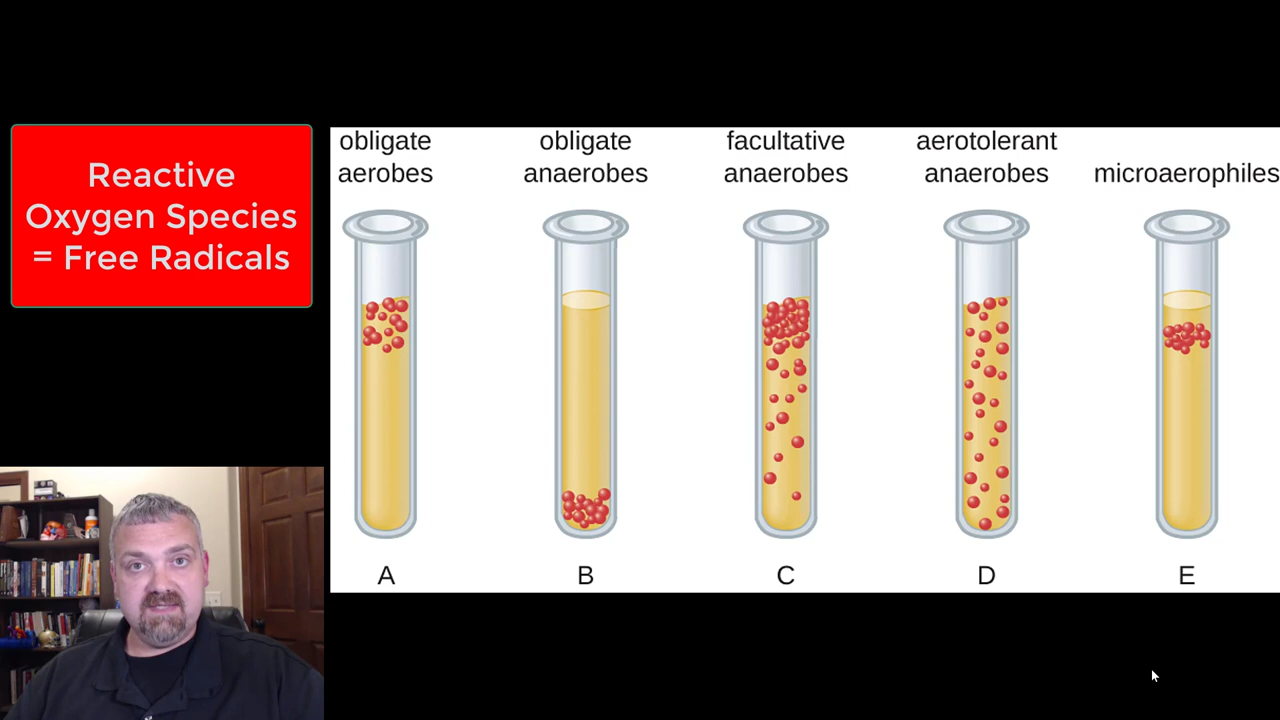 Reactive
Oxygen Species
= Free Radicals
obligate
aerobes
obligate
anaerobes
facultative
anaerobes
aerotolerant
anaerobes
microaerophiles
A
B
C
D
E